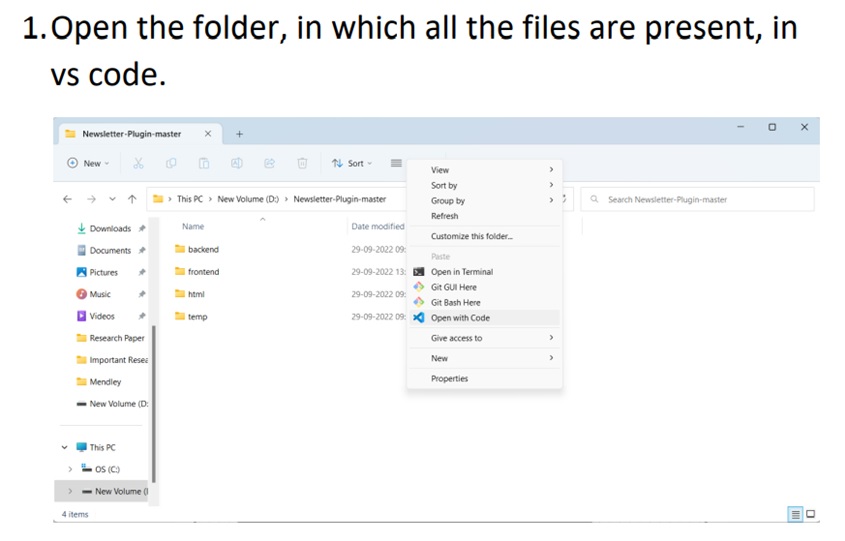 1. Open the folder, in which all the files are present, in
vs code.
Newsletter-Plugin-master
New
Sort
This PC > New Volume (D:) > Newsletter-Plugin-master
Search Newsletter-Plugin-master
Downloads
Documents
Pictures
Music
Videos
Research Paper
Important Resea
Mendley
New Volume (D:
This PC
OS (C:)
New Volume (
4 items
Name
Date modified
backend
29-09-2022 09:
frontend
29-09-2022 13:
html
29-09-2022 09:
temp
29-09-2022 09:
View
Sort by
Group by
Refresh
Customize this folder...
Paste
Open in Terminal
Git GUI Here
Git Bash Here
Open with Code
Give access to
New
Properties